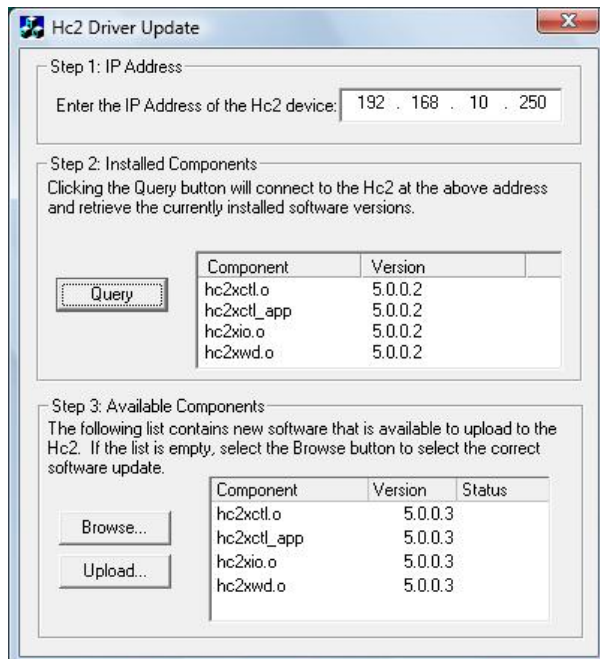 Hc2 Driver Update
Step 1: IP Address
Enter the IP Address of the Hc2 device: 192 . 168 . 10 . 250
Step 2: Installed Components
Clicking the Query button will connect to the Hc2 at the above address
and retrieve the currently installed software versions.
Query
Component Version
hc2xctl.o 5.0.0.2
hc2xctl_app 5.0.0.2
hc2xio.o 5.0.0.2
hc2xwd.o 5.0.0.2
Step 3: Available Components
The following list contains new software that is available to upload to the
Hc2. If the list is empty, select the Browse button to select the correct
software update.
Browse...
Upload...
Component Version Status
hc2xctl.o 5.0.0.3
hc2xctl_app 5.0.0.3
hc2xio.o 5.0.0.3
hc2xwd.o 5.0.0.3